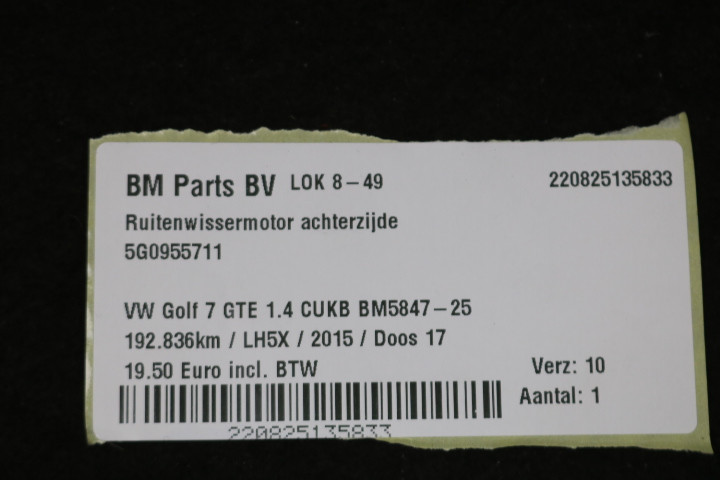 BM Parts BV LOK 8-49 220825135833
Ruitenwissermotor achterzijde
5G0955711
VW Golf 7 GTE 1.4 CUKB BM5847-25
192.836km / LH5X / 2015 / Doos 17
19.50 Euro incl. BTW Verz: 10
Aantal: 1
220825135833